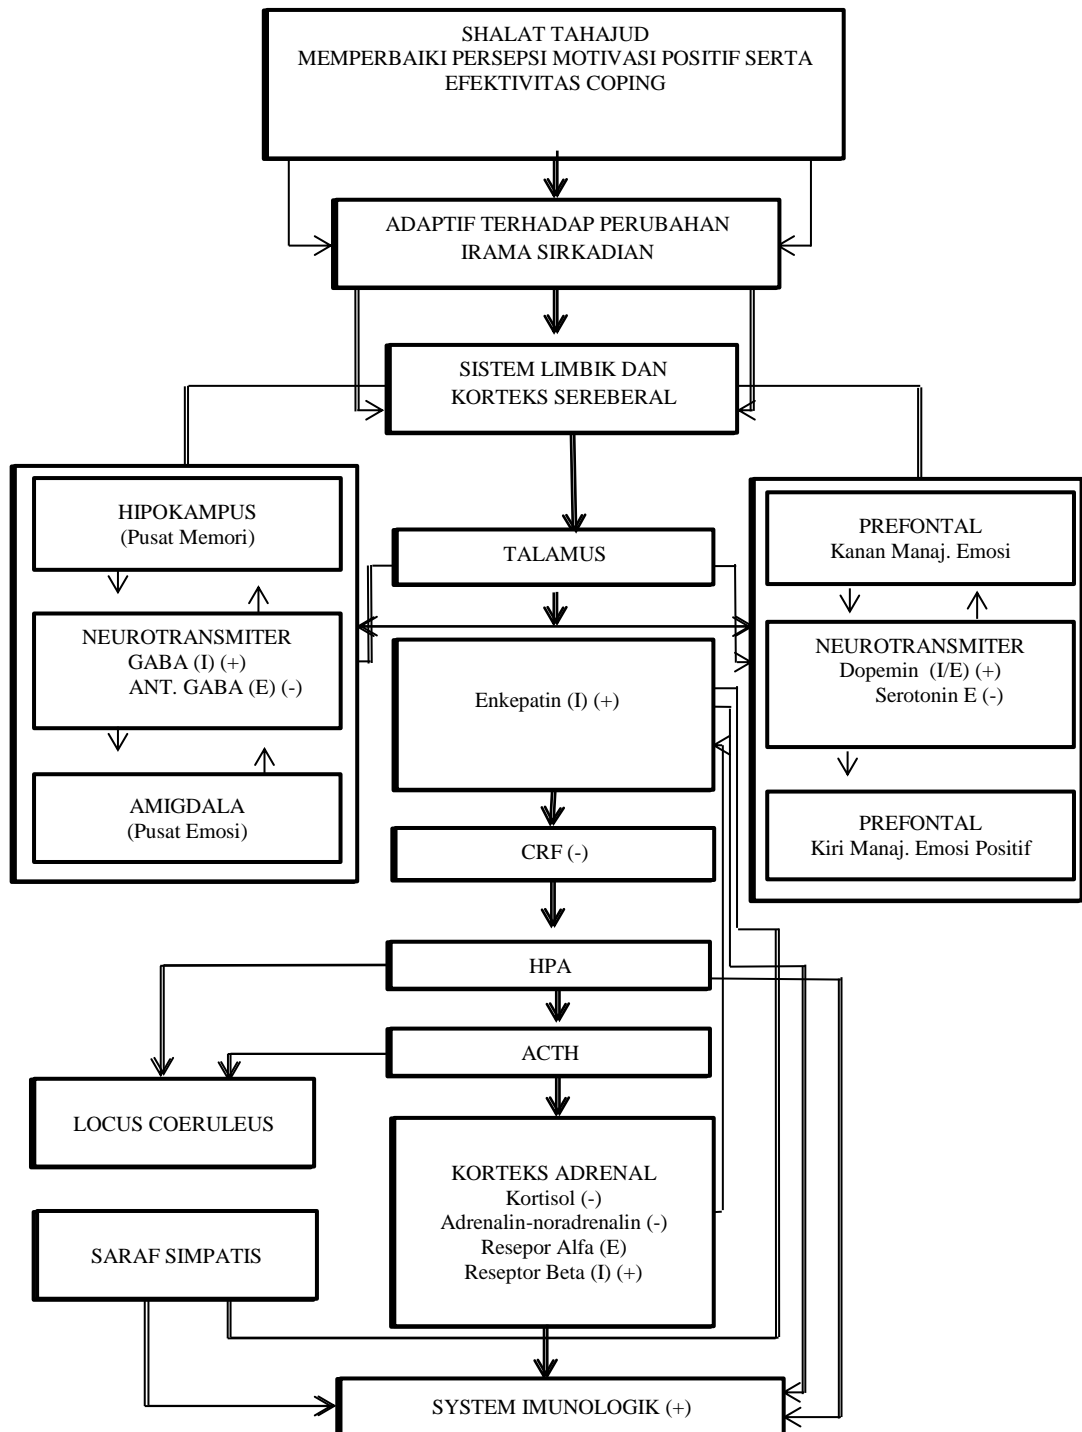 SHALAT TAHAJUD
MEMPERBAIKI PERSEPSI MOTIVASI POSITIF SERTA
EFEKTIVITAS COPING
ADAPTIF TERHADAP PERUBAHAN
IRAMA SIRKADIAN
SISTEM LIMBIK DAN
KORTEKS SEREBERAL
HIPOKAMPUS
(Pusat Memori)
NEUROTRANSMITER
GABA (I) (+)
ANT. GABA (E) (-)
AMIGDALA
(Pusat Emosi)
TALAMUS
Enkepatin (I) (+)
CRF (-)
PREFONTAL
Kanan Manaj. Emosi
NEUROTRANSMITER
Dopemin (I/E) (+)
Serotonin E (-)
PREFONTAL
Kiri Manaj. Emosi Positif
HPA
ACTH
LOCUS COERULEUS
KORTEKS ADRENAL
Kortisol (-)
Adrenalin-noradrenalin (-)
Resepor Alfa (E)
Reseptor Beta (I) (+)
SARAF SIMPATIS
SYSTEM IMUNOLOGIK (+)